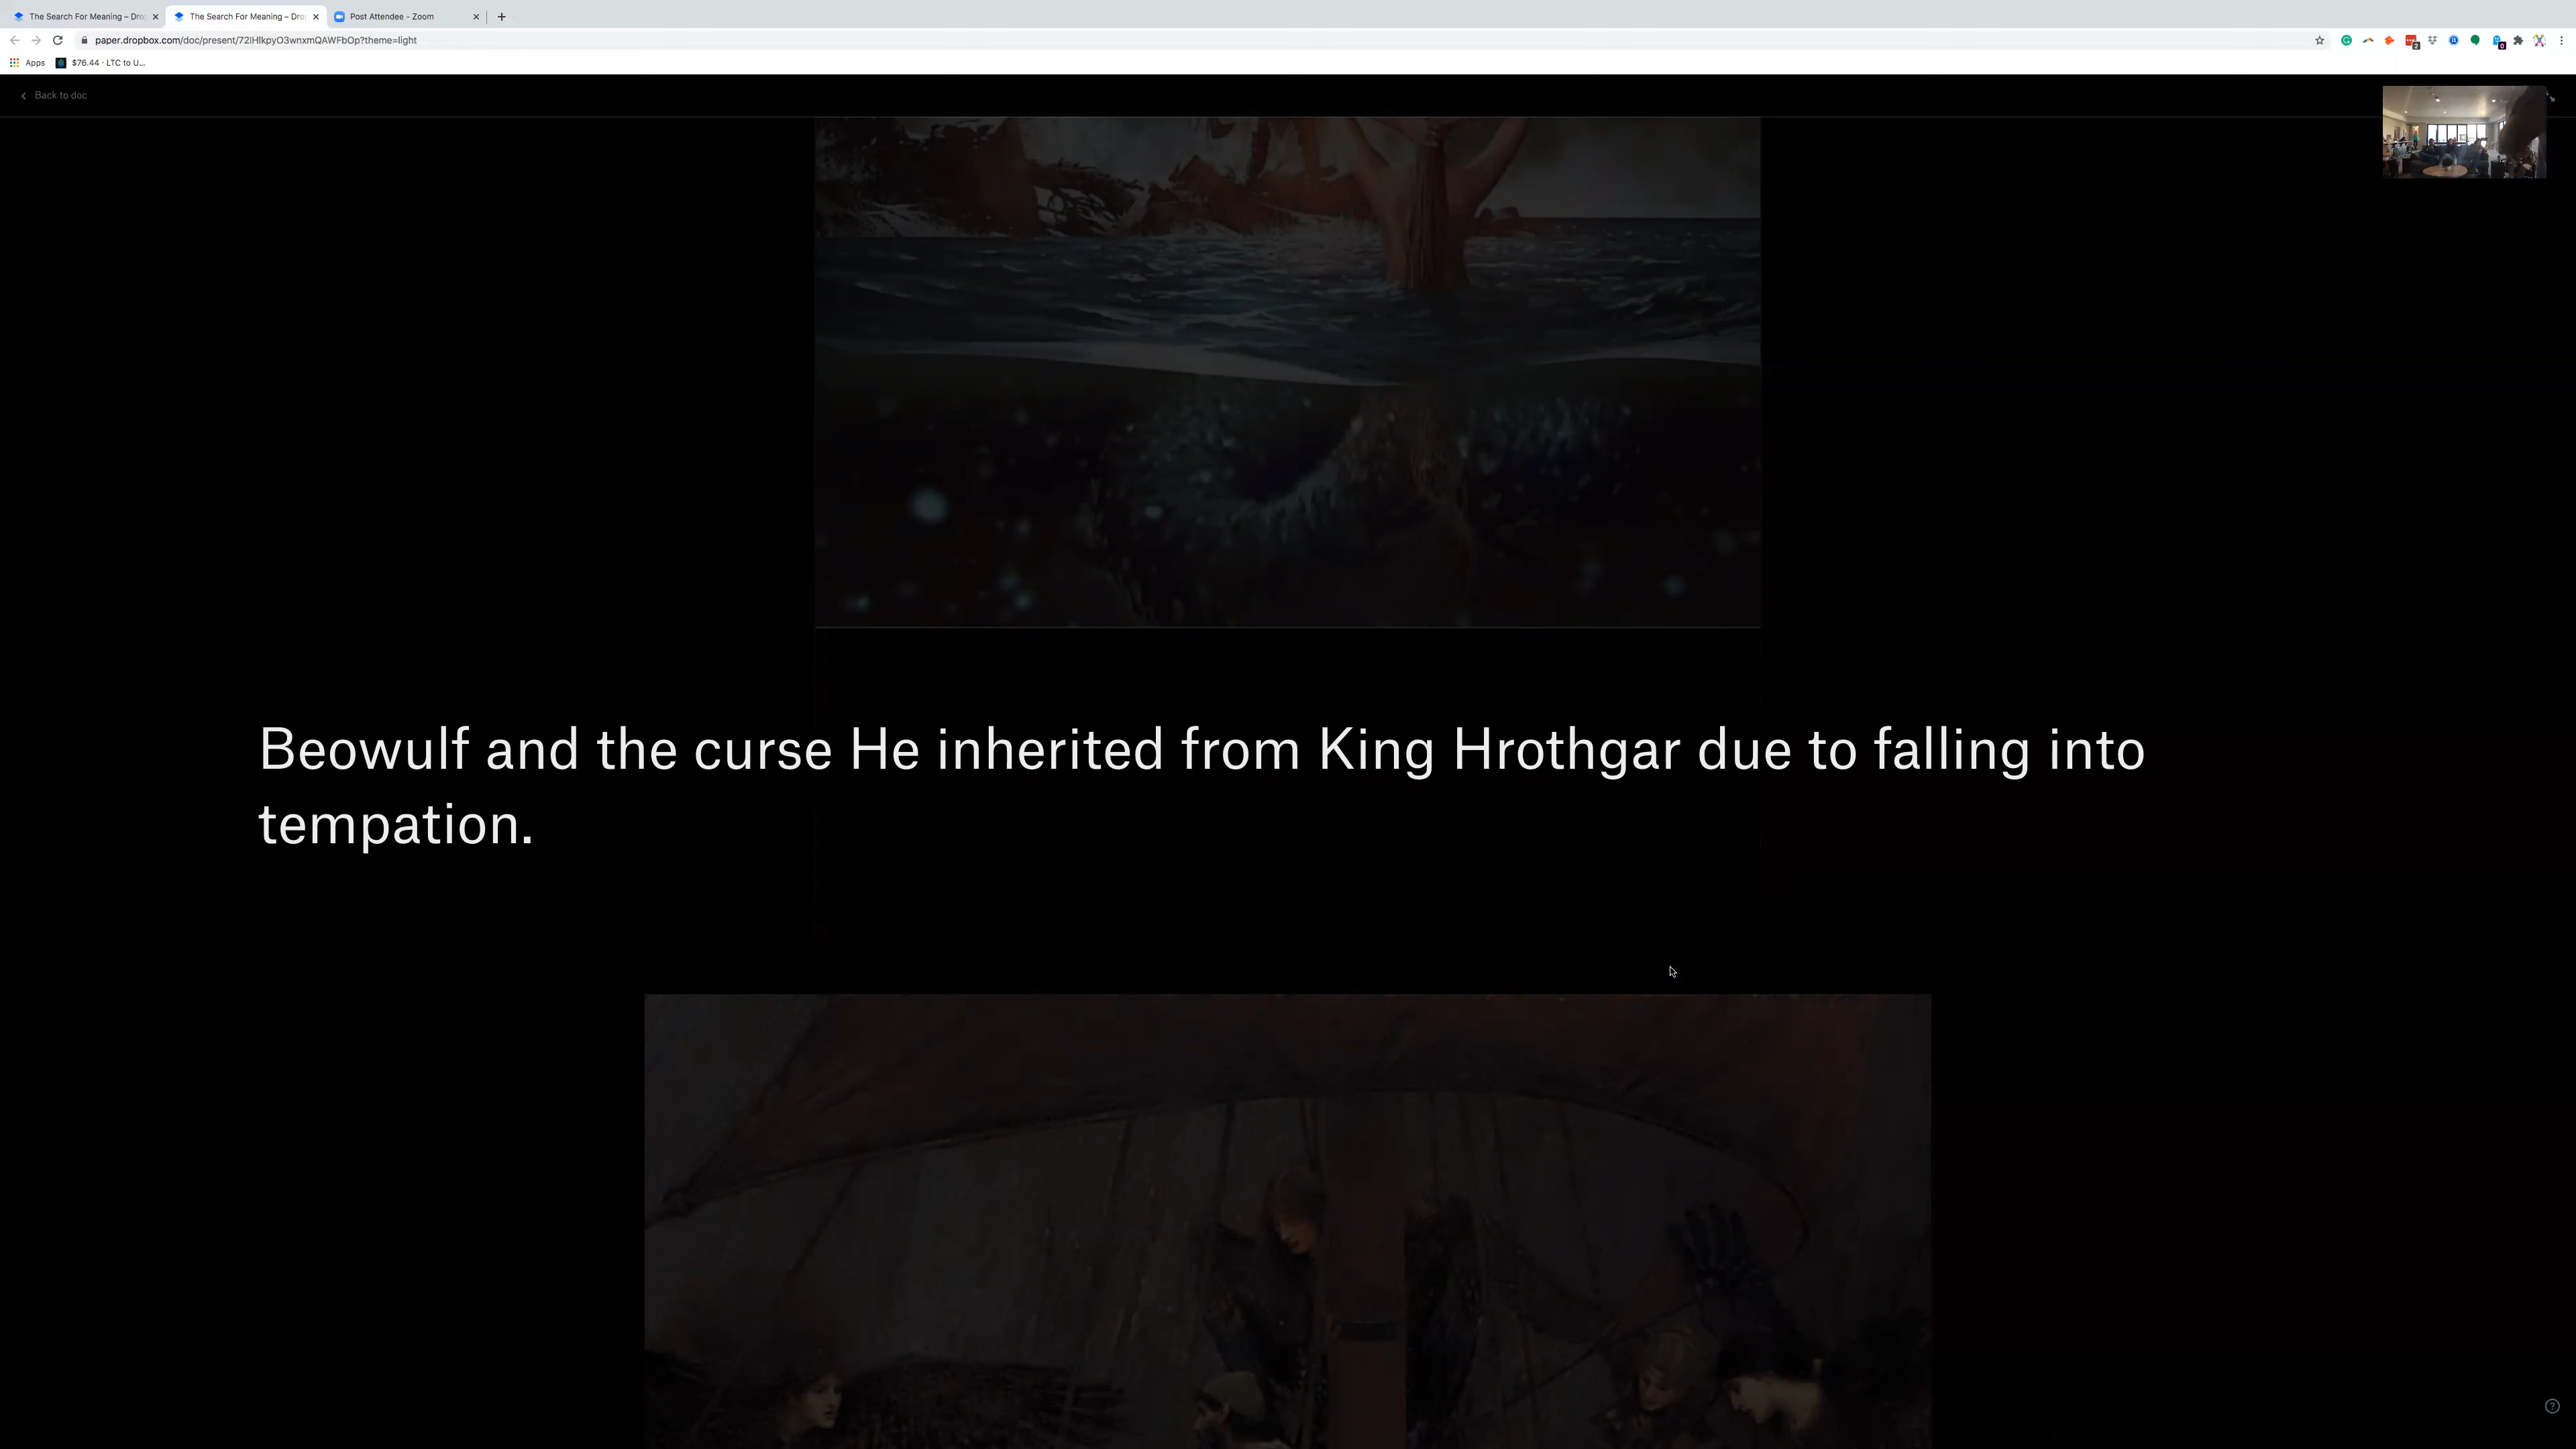 The Search For Meaning – Dro
The Search For Meaning – Dro
Post Attendee - Zoom
paper.dropbox.com/doc/present/72IHlkpyO3wnxmQAWFbOp?theme=light
Apps
$76.44 · LTC to U...
Back to doc
Beowulf and the curse He inherited from King Hrothgar due to falling into
tempation.